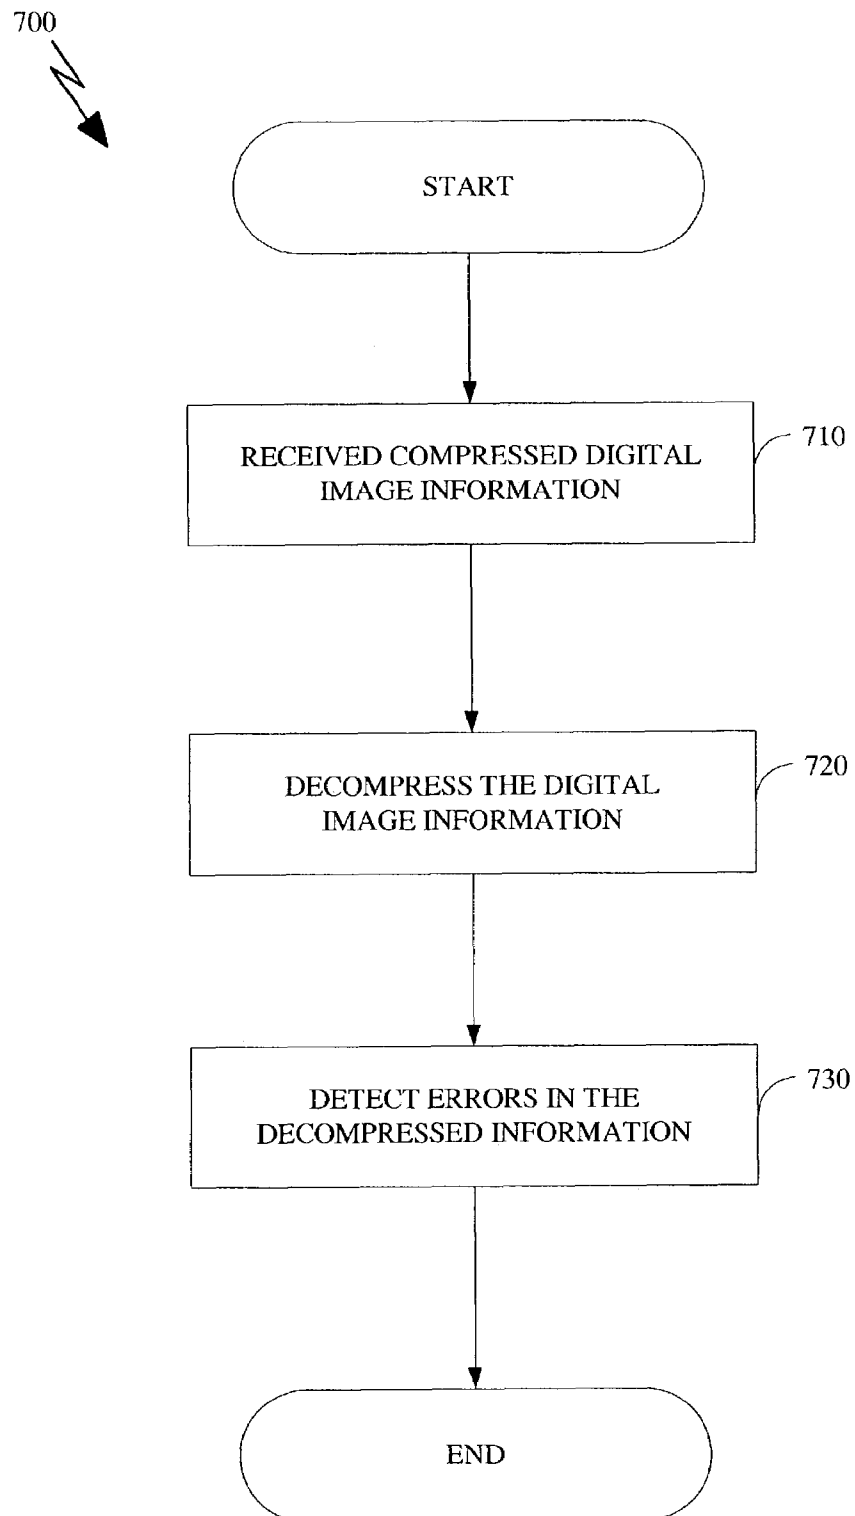 700
START
RECEIVED COMPRESSED DIGITAL
IMAGE INFORMATION
710
DECOMPRESS THE DIGITAL
IMAGE INFORMATION
720
DETECT ERRORS IN THE
DECOMPRESSED INFORMATION
730
END